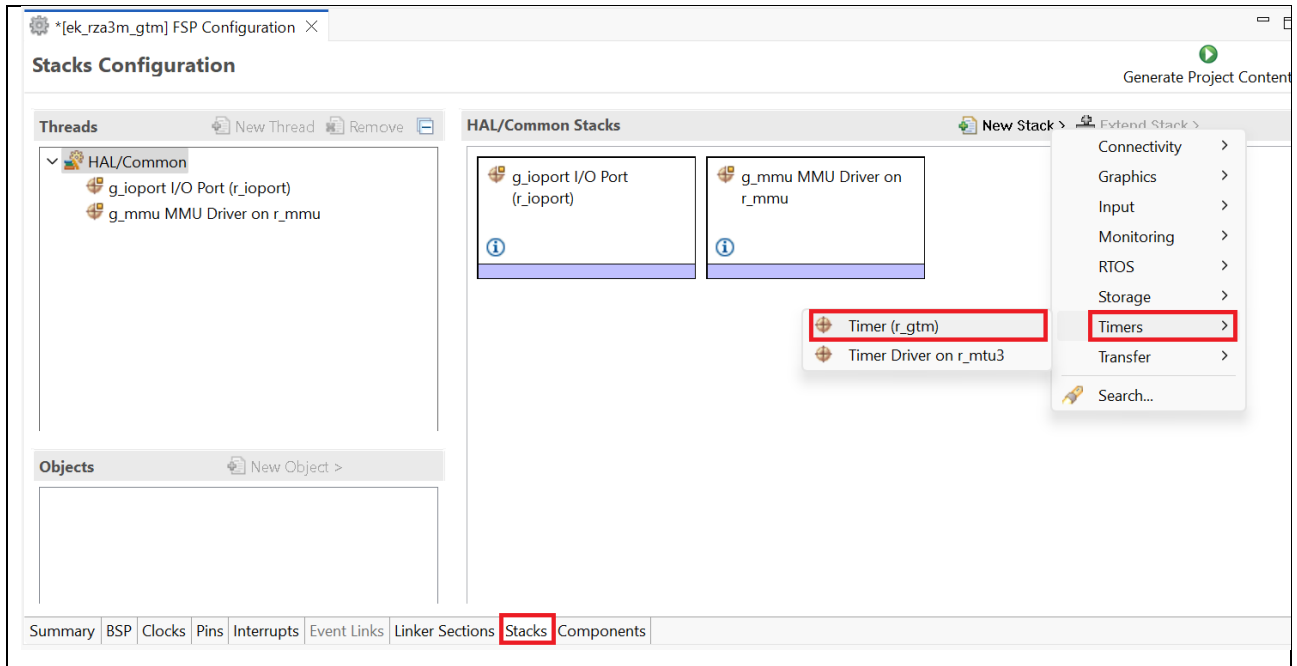 *[ek_rza3m_gtm] FSP Configuration
Stacks Configuration
Generate Project Content
Threads
New Thread
Remove
HAL/Common
g_ioport I/O Port (r_ioport)
g_mmu MMU Driver on r_mmu
Objects
New Object >
HAL/Common Stacks
New Stack >
Extend Stack >
g_ioport I/O Port
(r_ioport)
g_mmu MMU Driver on
r_mmu
Connectivity
Graphics
Input
Monitoring
RTOS
Storage
Timers
Transfer
Search...
Timer (r_gtm)
Timer Driver on r_mtu3
Summary BSP Clocks Pins Interrupts Event Links Linker Sections Stacks Components